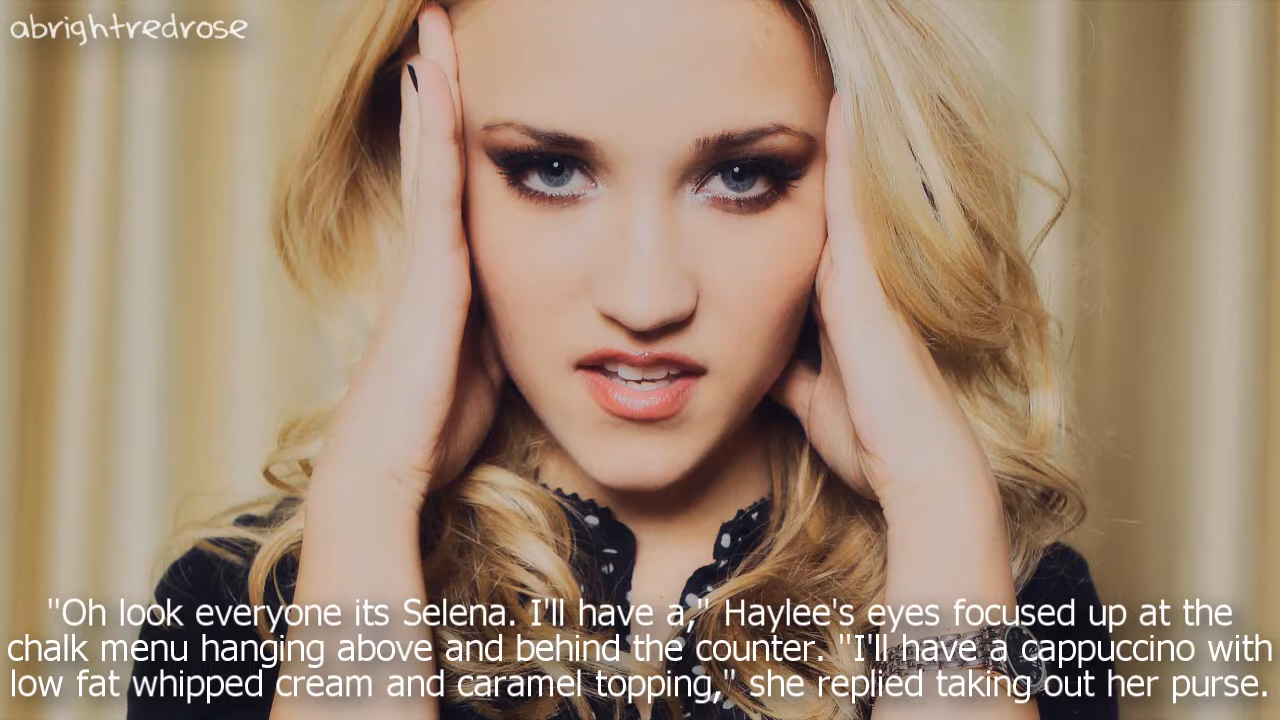 abrightredrose
"Oh look everyone its Selena. I'll have a," Haylee's eyes focused up at the
chalk menu hanging above and behind the counter. "I'll have a cappuccino with
low fat whipped cream and caramel topping," she replied taking out her purse.